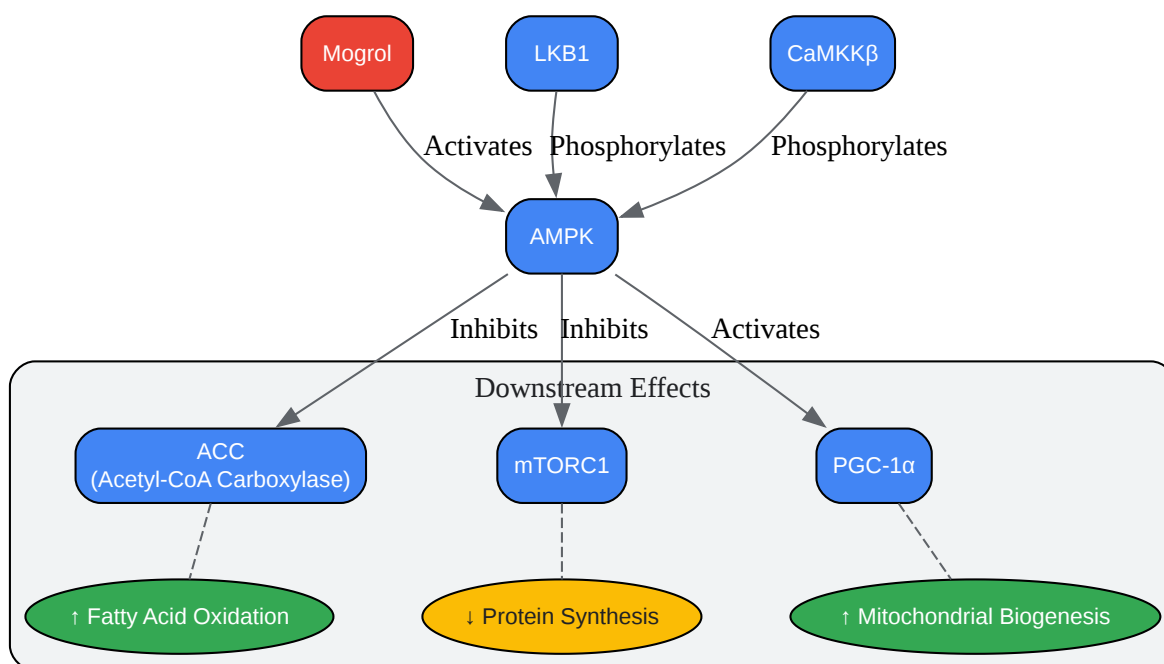 Mogrol
LKB1
CaMKKβ
Activates
Phosphorylates
Phosphorylates
AMPK
Inhibits
Inhibits
Activates
Downstream Effects
ACC
(Acetyl-CoA Carboxylase)
mTORC1
PGC-1α
↑ Fatty Acid Oxidation
↓ Protein Synthesis
↑ Mitochondrial Biogenesis